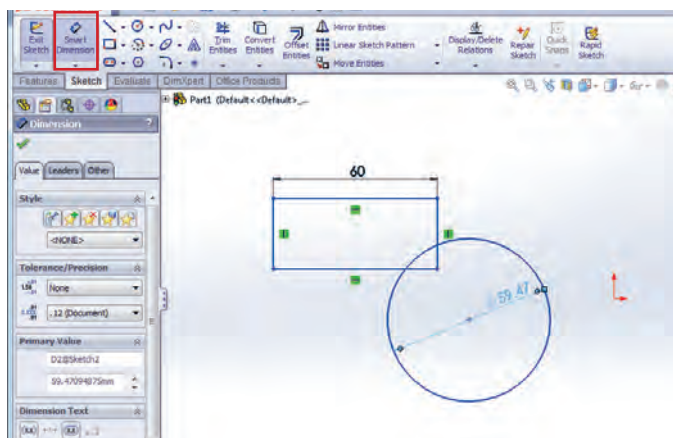 Exit Sketch
Smart Dimension
Trim Entities
Convert Entities
Offset Entities
Mirror Entities
Linear Sketch Pattern
Move Entities
Display/Delete Relations
Repair Sketch
Quick Snaps
Rapid Sketch
Features Sketch Evaluate DimXpert Office Products
Part1 (Default<<Default>_...
Dimension ?
Value Leaders Other
Style
<NONE>
Tolerance/Precision
None
.12 (Document)
Primary Value
D2@Sketch2
59.47094875mm
Dimension Text
60
59.47